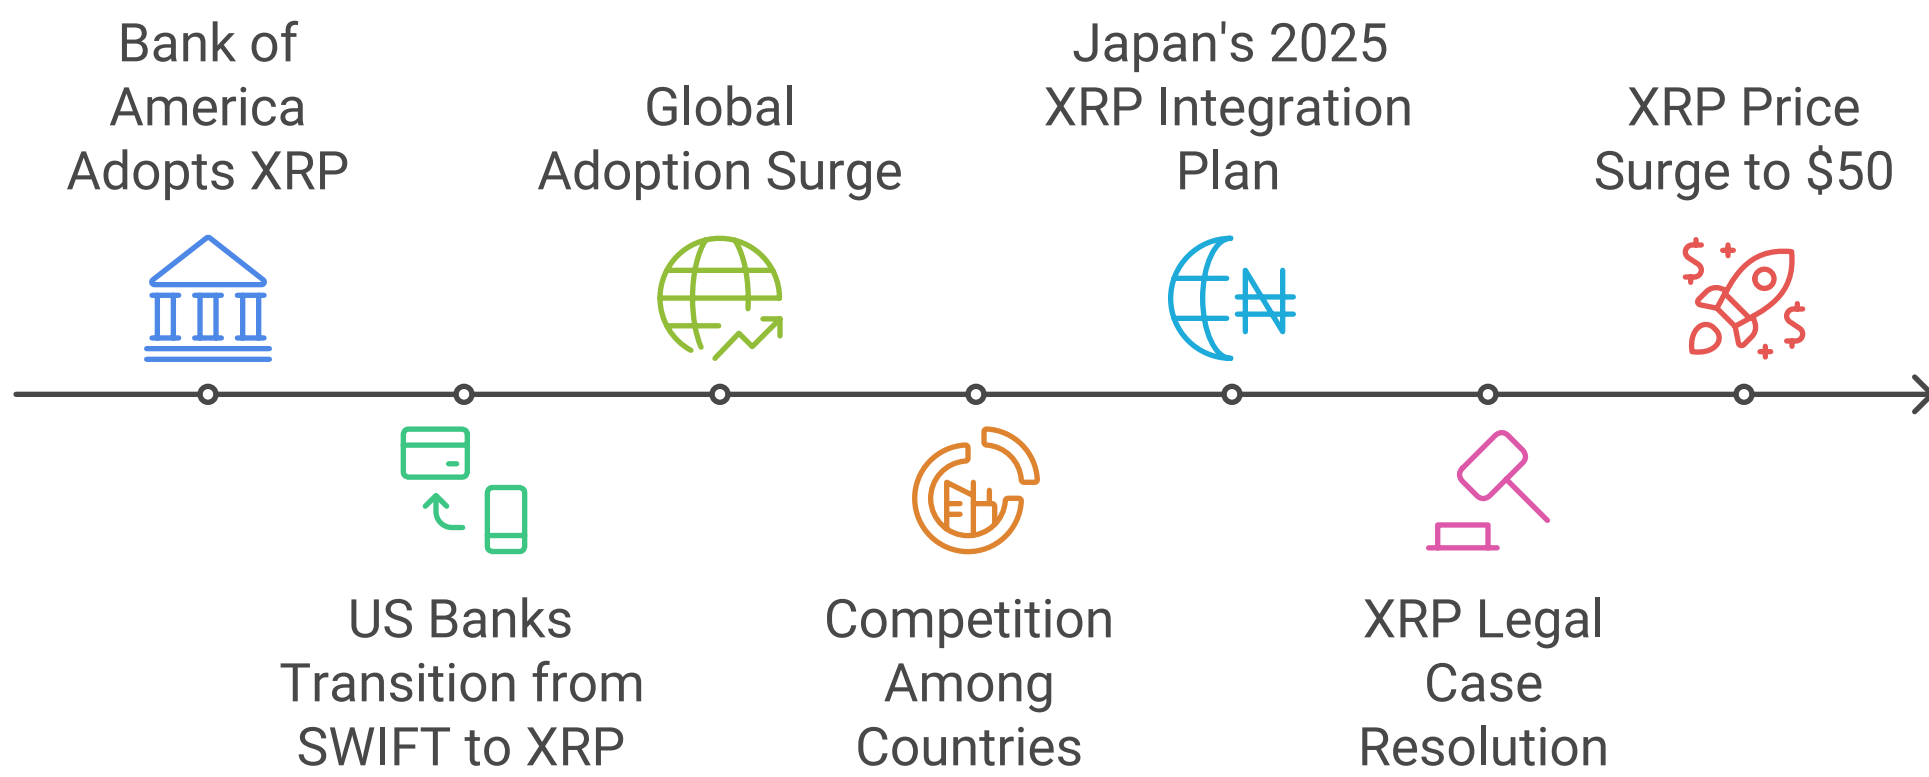 Bank of
America
Adopts XRP
US Banks
Transition from
SWIFT to XRP
Global
Adoption Surge
Competition
Among
Countries
Japan's 2025
XRP Integration
Plan
XRP Legal
Case
Resolution
XRP Price
Surge to $50